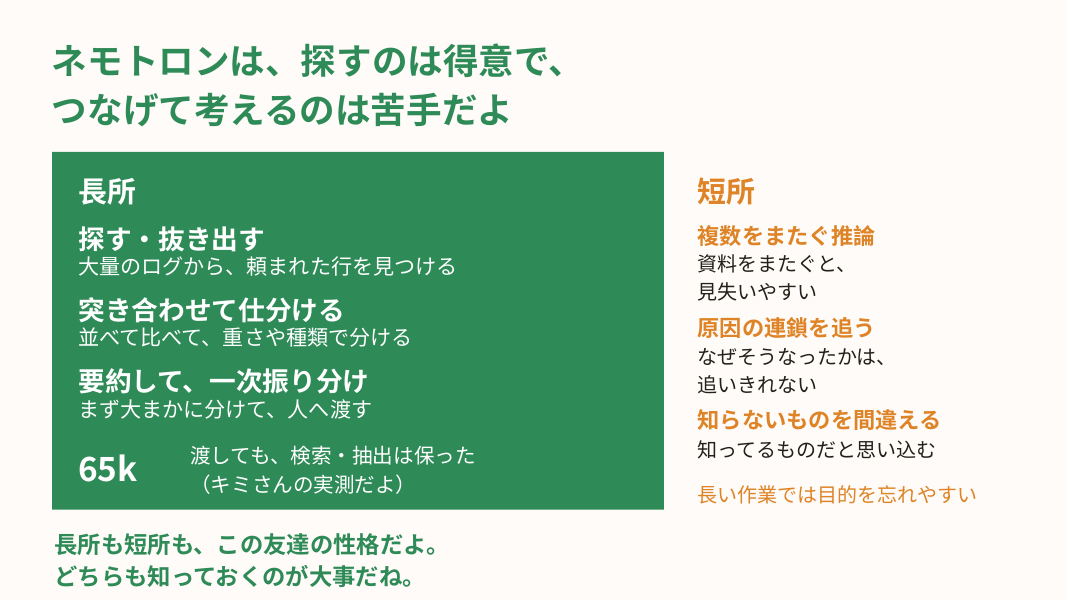 ネモトロンは、探すのは得意で、
つなげて考えるのは苦手だよ
長所
探す・抜き出す
大量のログから、頼まれた行を見つける
突き合わせて仕分ける
並べて比べて、重さや種類で分ける
要約して、一次振り分け
まず大まかに分けて、人へ渡す
65k
渡しても、検索・抽出は保った
（キミさんの実測だよ）
短所
複数をまたぐ推論
資料をまたぐと、
見失いやすい
原因の連鎖を追う
なぜそうなったかは、
追いきれない
知らないものを間違える
知ってるものだと思い込む
長い作業では目的を忘れやすい
長所も短所も、この友達の性格だよ。
どちらも知っておくのが大事だね。